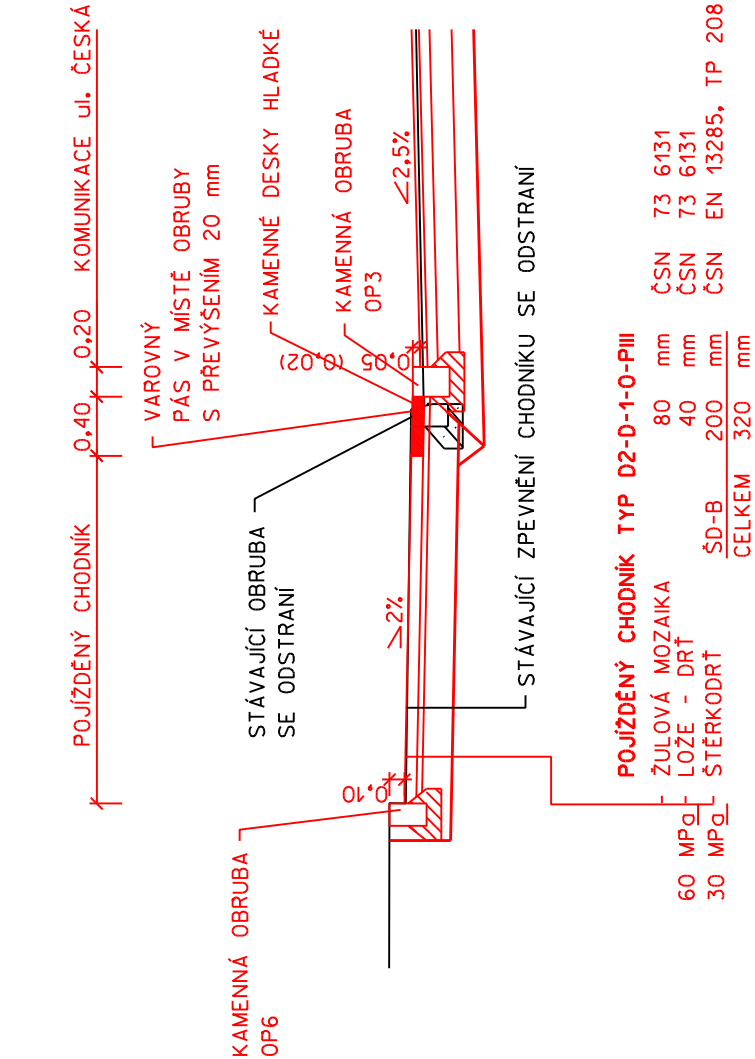 POJÍŽDĚNÝ CHODNÍK
0,40
0,20
KOMUNIKACE ul. ČESKÁ
VAROVNÝ
PÁS V MÍSTĚ OBRUBY
S PŘEVÝŠENÍM 20 mm
KAMENNÉ DESKY HLADKÉ
KAMENNÁ OBRUBA
OP3
STÁVAJÍCÍ OBRUBA
SE ODSTRANÍ
KAMENNÁ OBRUBA
OP6
0,10
0,05 (0,02)
2%
2,5%
STÁVAJÍCÍ ZPEVNĚNÍ CHODNÍKU SE ODSTRANÍ
POJÍŽDĚNÝ CHODNÍK TYP D2-D-1-O-PIII
- ŽULOVÁ MOZAIKA 80 mm ČSN 73 6131
60 MPa - LOŽE - DRŤ 40 mm ČSN 73 6131
30 MPa - ŠTĚRKODRŤ ŠD-B 200 mm ČSN EN 13285, TP 208
CELKEM 320 mm